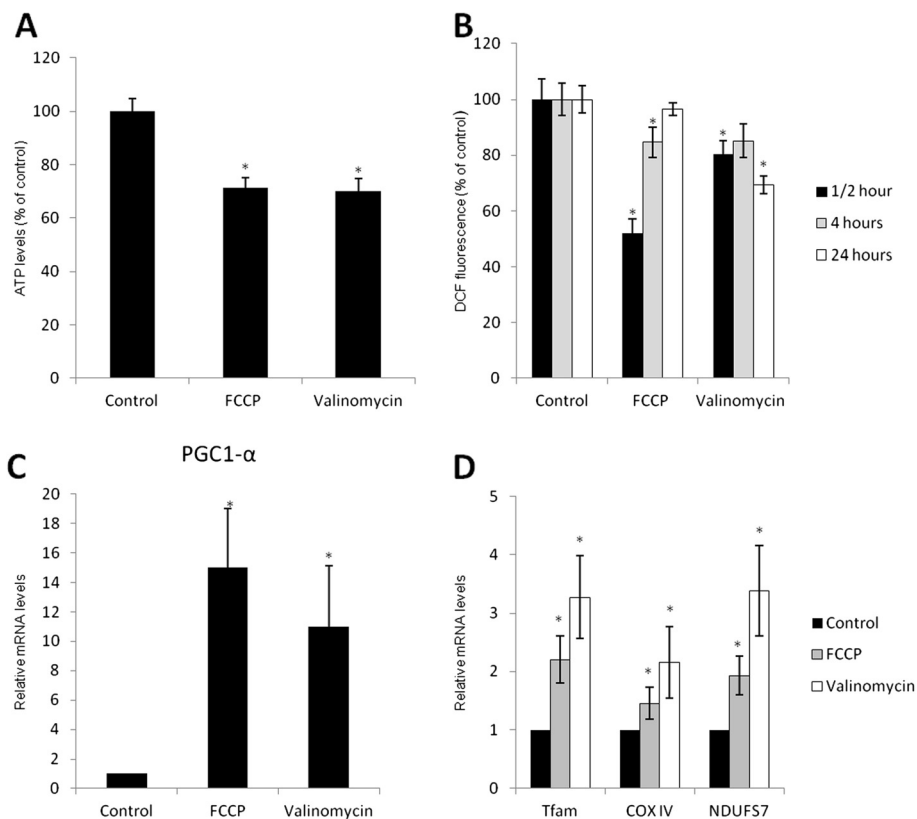 A
ATP levels (% of control)
120
100
80
60
40
20
0
*
*
Control FCCP Valinomycin
B
DCF fluorescence (% of control)
120
100
80
60
40
20
0
*
*
*
*
Control FCCP Valinomycin
1/2 hour
4 hours
24 hours
C
PGC1-α
Relative mRNA levels
20
18
16
14
12
10
8
6
4
2
0
*
*
Control FCCP Valinomycin
D
Relative mRNA levels
5
4
3
2
1
0
*
*
*
*
*
*
Tfam COX IV NDUFS7
Control
FCCP
Valinomycin